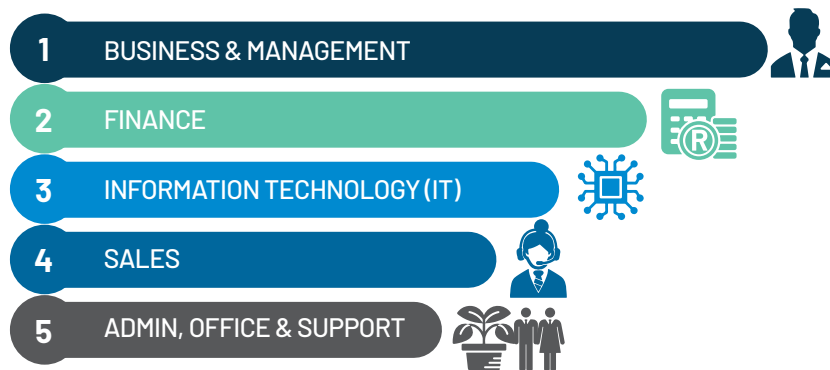 1 BUSINESS & MANAGEMENT
2 FINANCE
R
3 INFORMATION TECHNOLOGY (IT)
4 SALES
5 ADMIN, OFFICE & SUPPORT